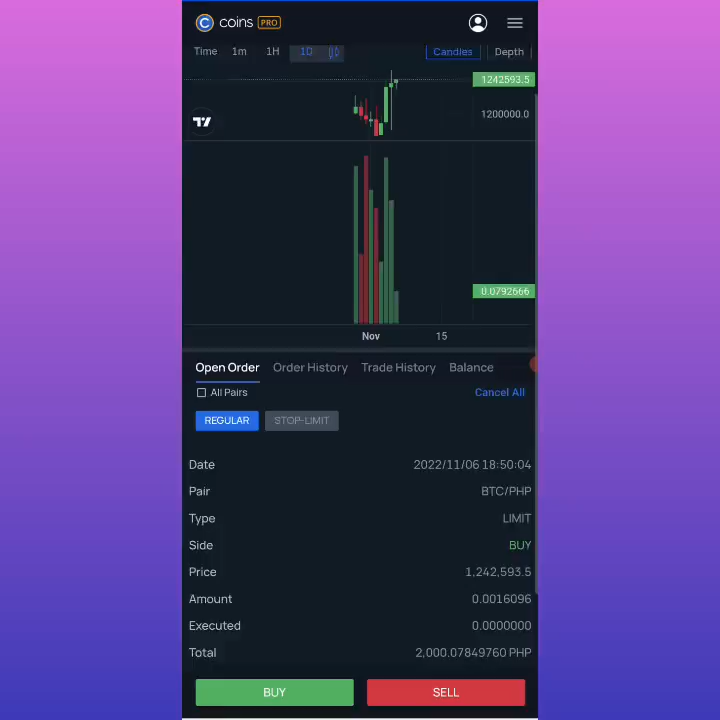 coins PRO
Time 1m 1H 1D Candles Depth
1242593.5
1200000.0
0.0792666
Nov 15
Open Order Order History Trade History Balance
All Pairs Cancel All
REGULAR STOP-LIMIT
Date 2022/11/06 18:50:04
Pair BTC/PHP
Type LIMIT
Side BUY
Price 1,242,593.5
Amount 0.0016096
Executed 0.0000000
Total 2,000.07849760 PHP
BUY SELL